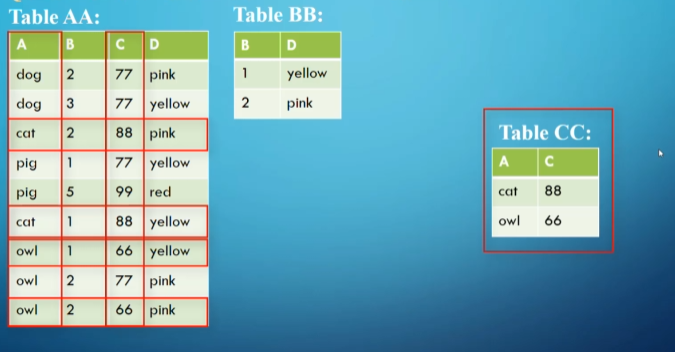 Table AA:
A B C D
dog 2 77 pink
dog 3 77 yellow
cat 2 88 pink
pig 1 77 yellow
pig 5 99 red
cat 1 88 yellow
owl 1 66 yellow
owl 2 77 pink
owl 2 66 pink
Table BB:
B D
1 yellow
2 pink
Table CC:
A C
cat 88
owl 66